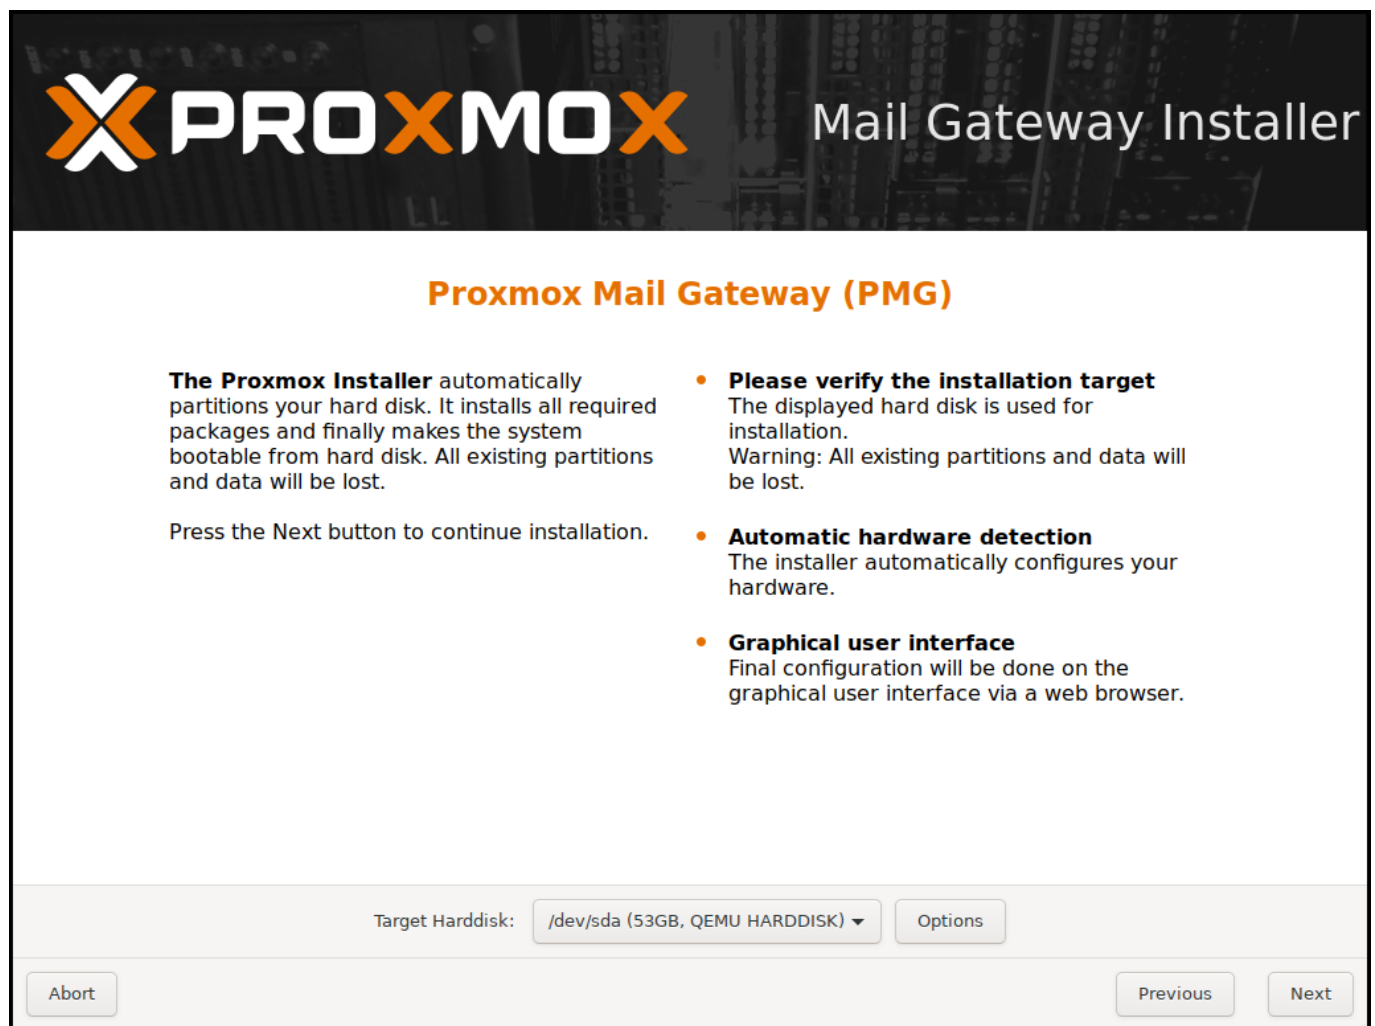 PROXMOX
Mail Gateway Installer
Proxmox Mail Gateway (PMG)
The Proxmox Installer automatically
partitions your hard disk. It installs all required
packages and finally makes the system
bootable from hard disk. All existing partitions
and data will be lost.
Press the Next button to continue installation.
Please verify the installation target
The displayed hard disk is used for
installation.
Warning: All existing partitions and data will
be lost.
Automatic hardware detection
The installer automatically configures your
hardware.
Graphical user interface
Final configuration will be done on the
graphical user interface via a web browser.
Target Harddisk: /dev/sda (53GB, QEMU HARDDISK) Options
Abort Previous Next